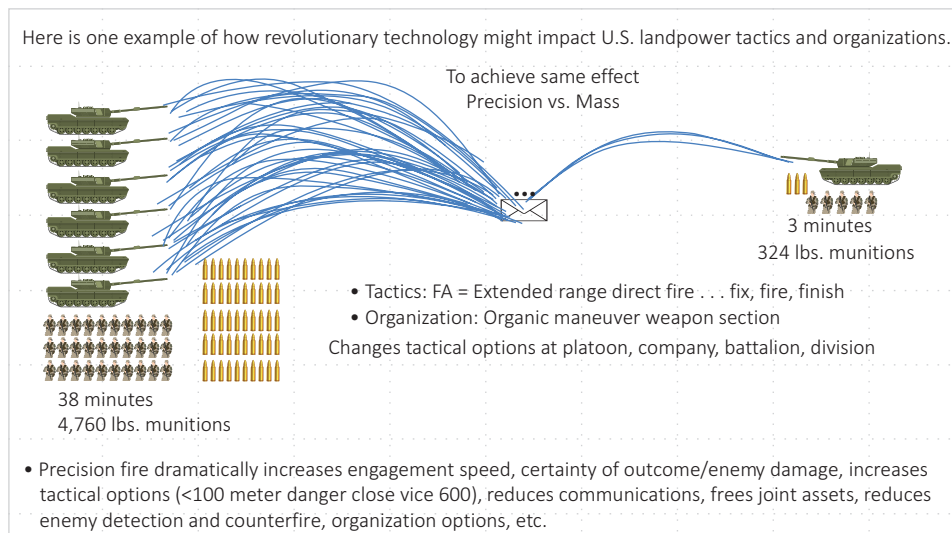 Here is one example of how revolutionary technology might impact U.S. landpower tactics and organizations.
To achieve same effect
Precision vs. Mass
3 minutes
324 lbs. munitions
• Tactics: FA = Extended range direct fire . . . fix, fire, finish
• Organization: Organic maneuver weapon section
Changes tactical options at platoon, company, battalion, division
38 minutes
4,760 lbs. munitions
• Precision fire dramatically increases engagement speed, certainty of outcome/enemy damage, increases
tactical options (<100 meter danger close vice 600), reduces communications, frees joint assets, reduces
enemy detection and counterfire, organization options, etc.